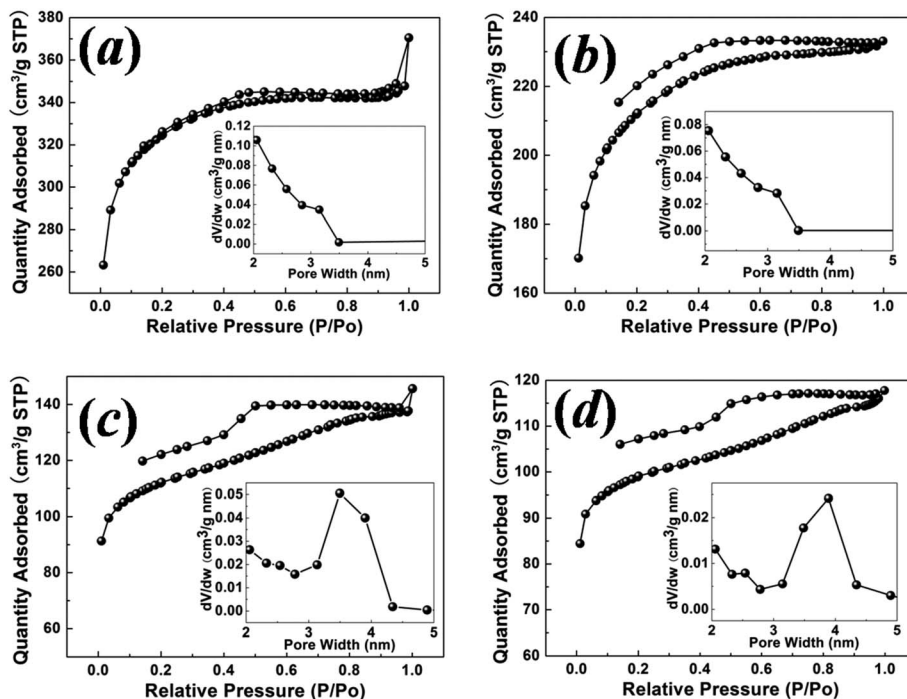 (a)
Quantity Adsorbed (cm³/g STP)
380
360
340
320
300
280
260
0.0 0.2 0.4 0.6 0.8 1.0
Relative Pressure (P/Po)
dV/dw (cm³/g nm)
0.12
0.10
0.08
0.06
0.04
0.02
0.00
2 3 4 5
Pore Width (nm)
(b)
Quantity Adsorbed (cm³/g STP)
240
220
200
180
160
0.0 0.2 0.4 0.6 0.8 1.0
Relative Pressure (P/Po)
dV/dw (cm³/g nm)
0.08
0.06
0.04
0.02
0.00
2 3 4 5
Pore Width (nm)
(c)
Quantity Adsorbed (cm³/g STP)
140
120
100
80
60
0.0 0.2 0.4 0.6 0.8 1.0
Relative Pressure (P/Po)
dV/dw (cm³/g nm)
0.05
0.04
0.03
0.02
0.01
0.00
2 3 4 5
Pore Width (nm)
(d)
Quantity Adsorbed (cm³/g STP)
120
110
100
90
80
70
60
0.0 0.2 0.4 0.6 0.8 1.0
Relative Pressure (P/Po)
dV/dw (cm³/g nm)
0.02
0.01
0.00
2 3 4 5
Pore Width (nm)